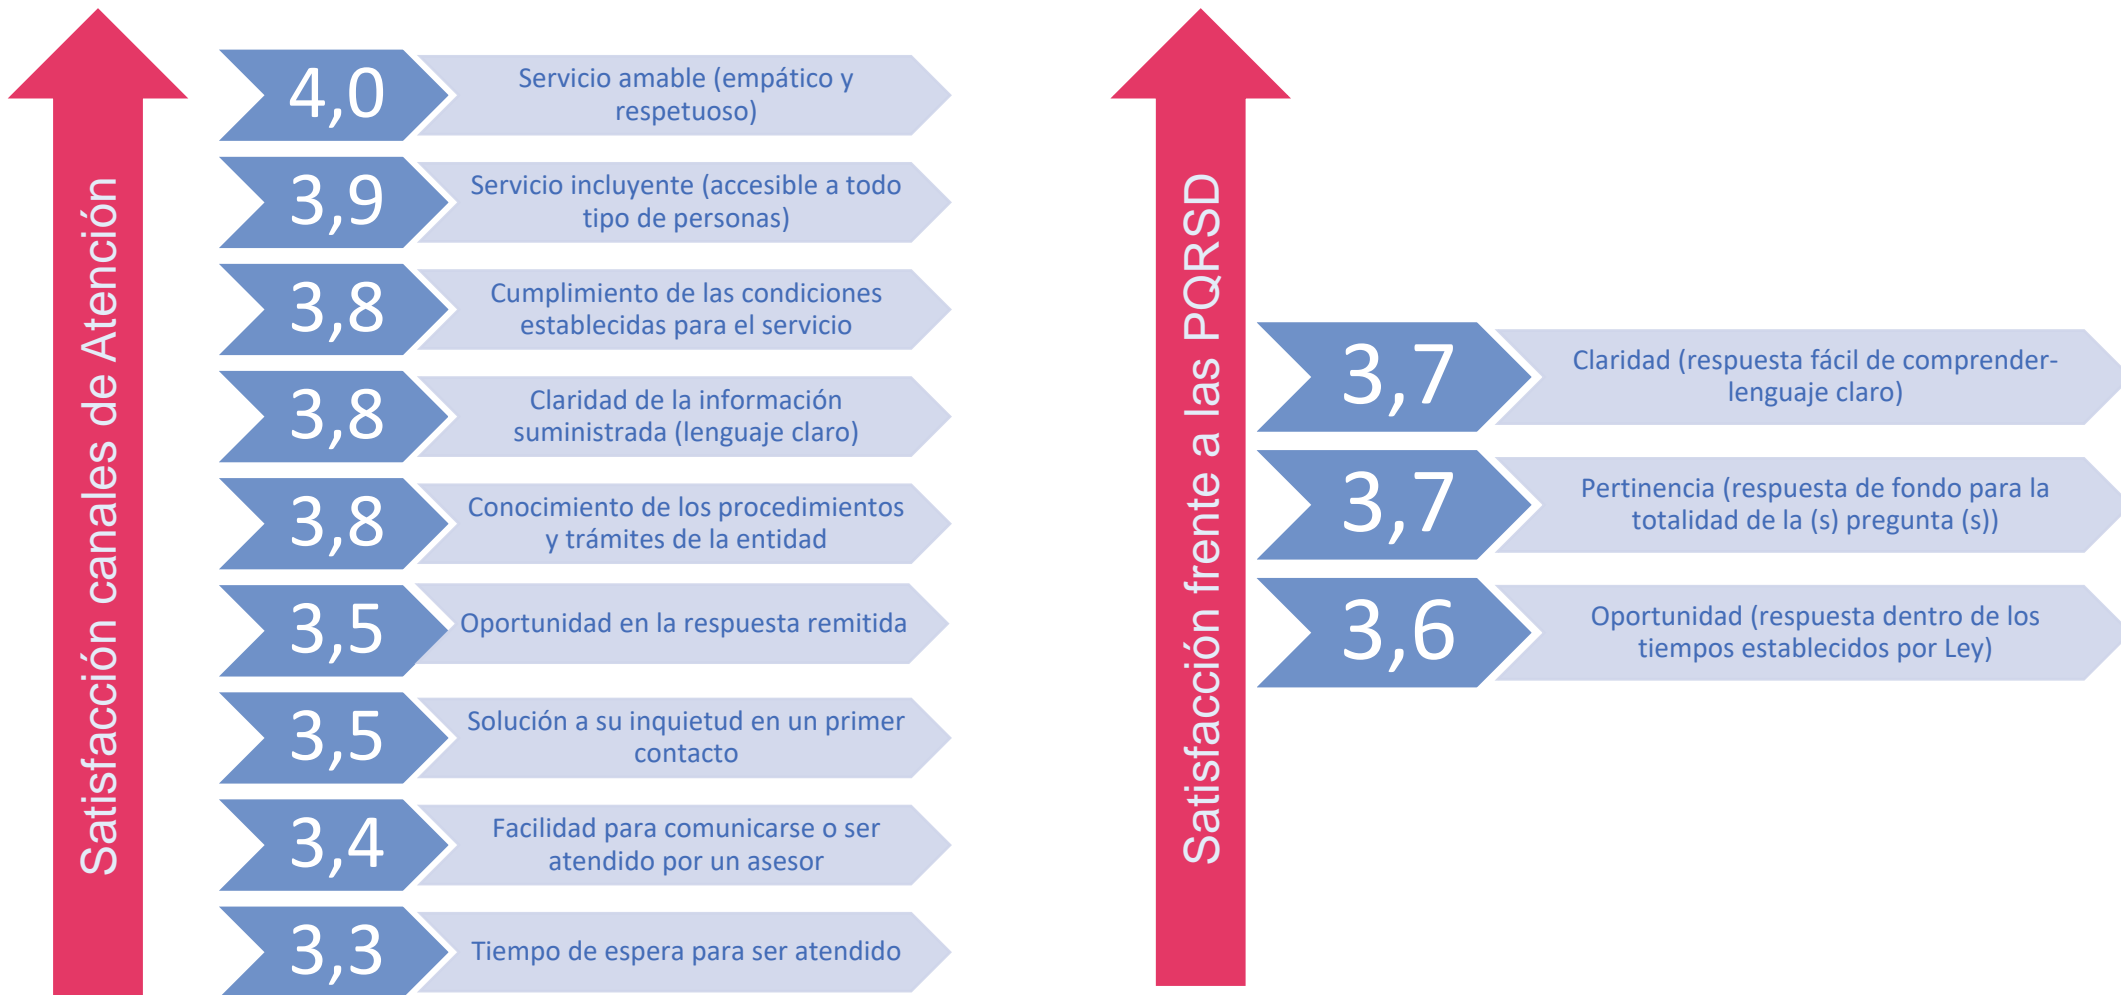 Satisfacción canales de Atención
4,0
Servicio amable (empático y
respetuoso)
3,9
Servicio incluyente (accesible a todo
tipo de personas)
3,8
Cumplimiento de las condiciones
establecidas para el servicio
3,8
Claridad de la información
suministrada (lenguaje claro)
3,8
Conocimiento de los procedimientos
y trámites de la entidad
3,5
Oportunidad en la respuesta remitida
3,5
Solución a su inquietud en un primer
contacto
3,4
Facilidad para comunicarse o ser
atendido por un asesor
3,3
Tiempo de espera para ser atendido
Satisfacción frente a las PQRSD
3,7
Claridad (respuesta fácil de comprender-
lenguaje claro)
3,7
Pertinencia (respuesta de fondo para la
totalidad de la (s) pregunta (s))
3,6
Oportunidad (respuesta dentro de los
tiempos establecidos por Ley)